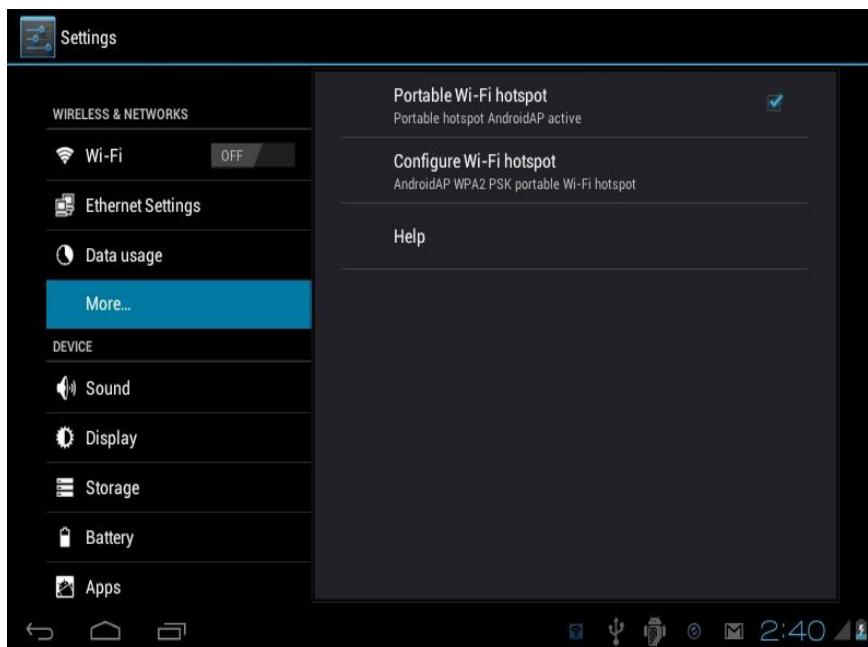 Settings
WIRELESS & NETWORKS
Wi-Fi OFF
Ethernet Settings
Data usage
More...
DEVICE
Sound
Display
Storage
Battery
Apps
Portable Wi-Fi hotspot
Portable hotspot AndroidAP active
Configure Wi-Fi hotspot
AndroidAP WPA2 PSK portable Wi-Fi hotspot
Help
2:40